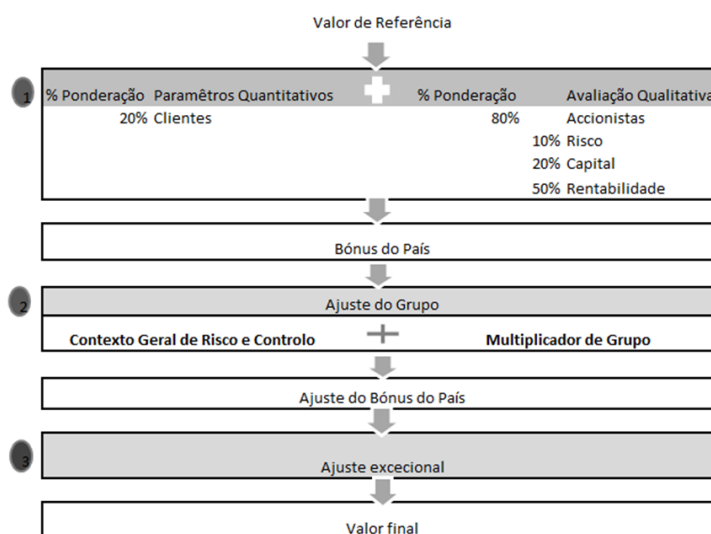 Valor de Referência
1 % Ponderação Paramêtros Quantitativos % Ponderação Avaliação Qualitativa
20% Clientes 80% Accionistas
10% Risco
20% Capital
50% Rentabilidade
Bónus do País
2 Ajuste do Grupo
Contexto Geral de Risco e Controlo Multiplicador de Grupo
Ajuste do Bónus do País
3 Ajuste excecional
Valor final